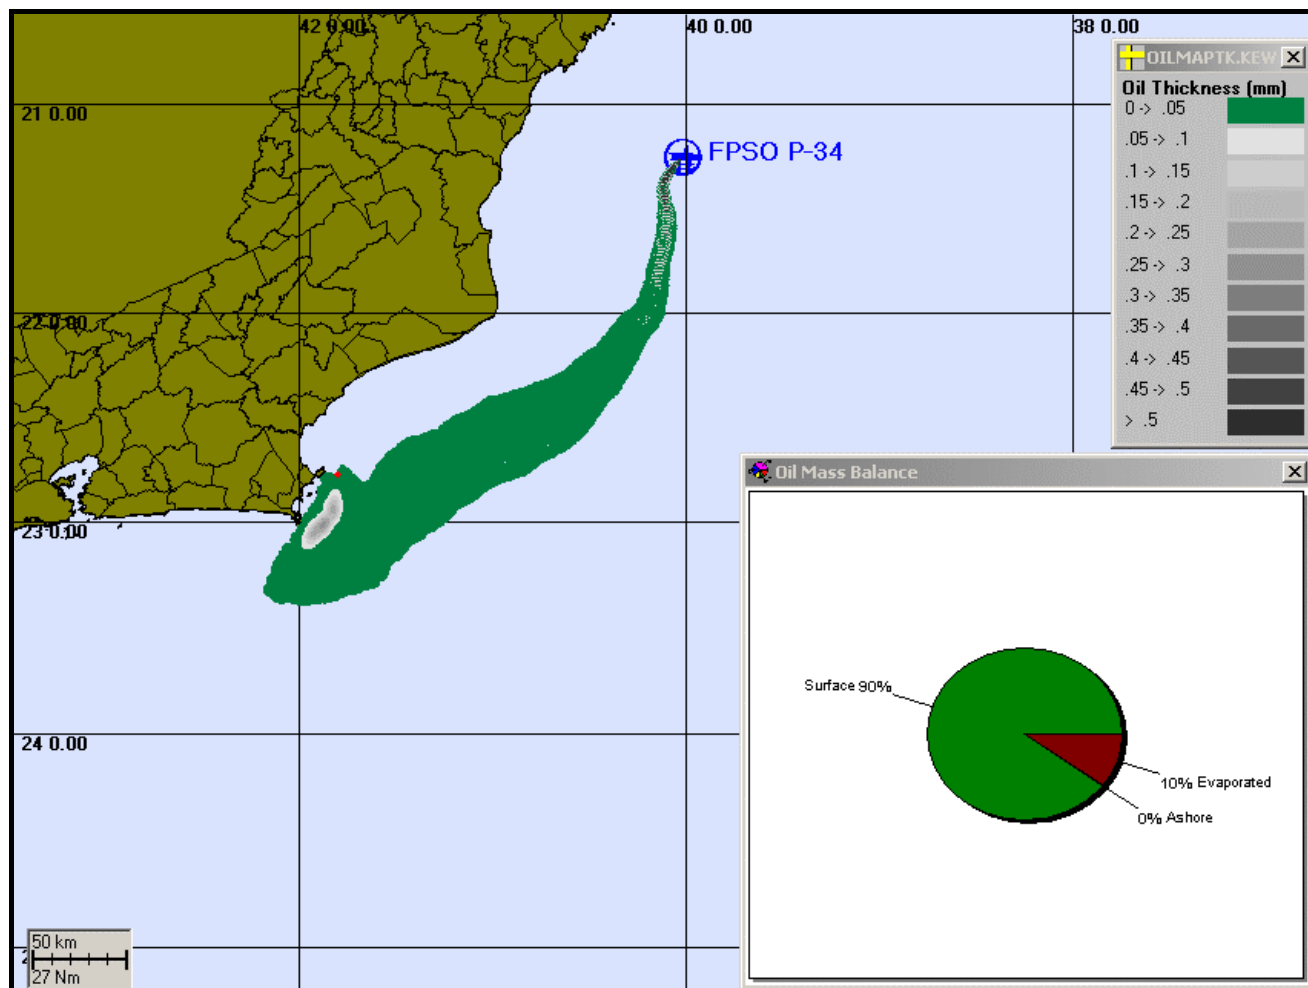 42 0.00
40 0.00
38 0.00
21 0.00
22 0.00
23 0.00
24 0.00
FPSO P-34
OILMAPTK.KEW
Oil Thickness (mm)
0 -> .05
.05 -> .1
.1 -> .15
.15 -> .2
.2 -> .25
.25 -> .3
.3 -> .35
.35 -> .4
.4 -> .45
.45 -> .5
> .5
Oil Mass Balance
Surface 90%
10% Evaporated
0% Ashore
50 km
27 Nm